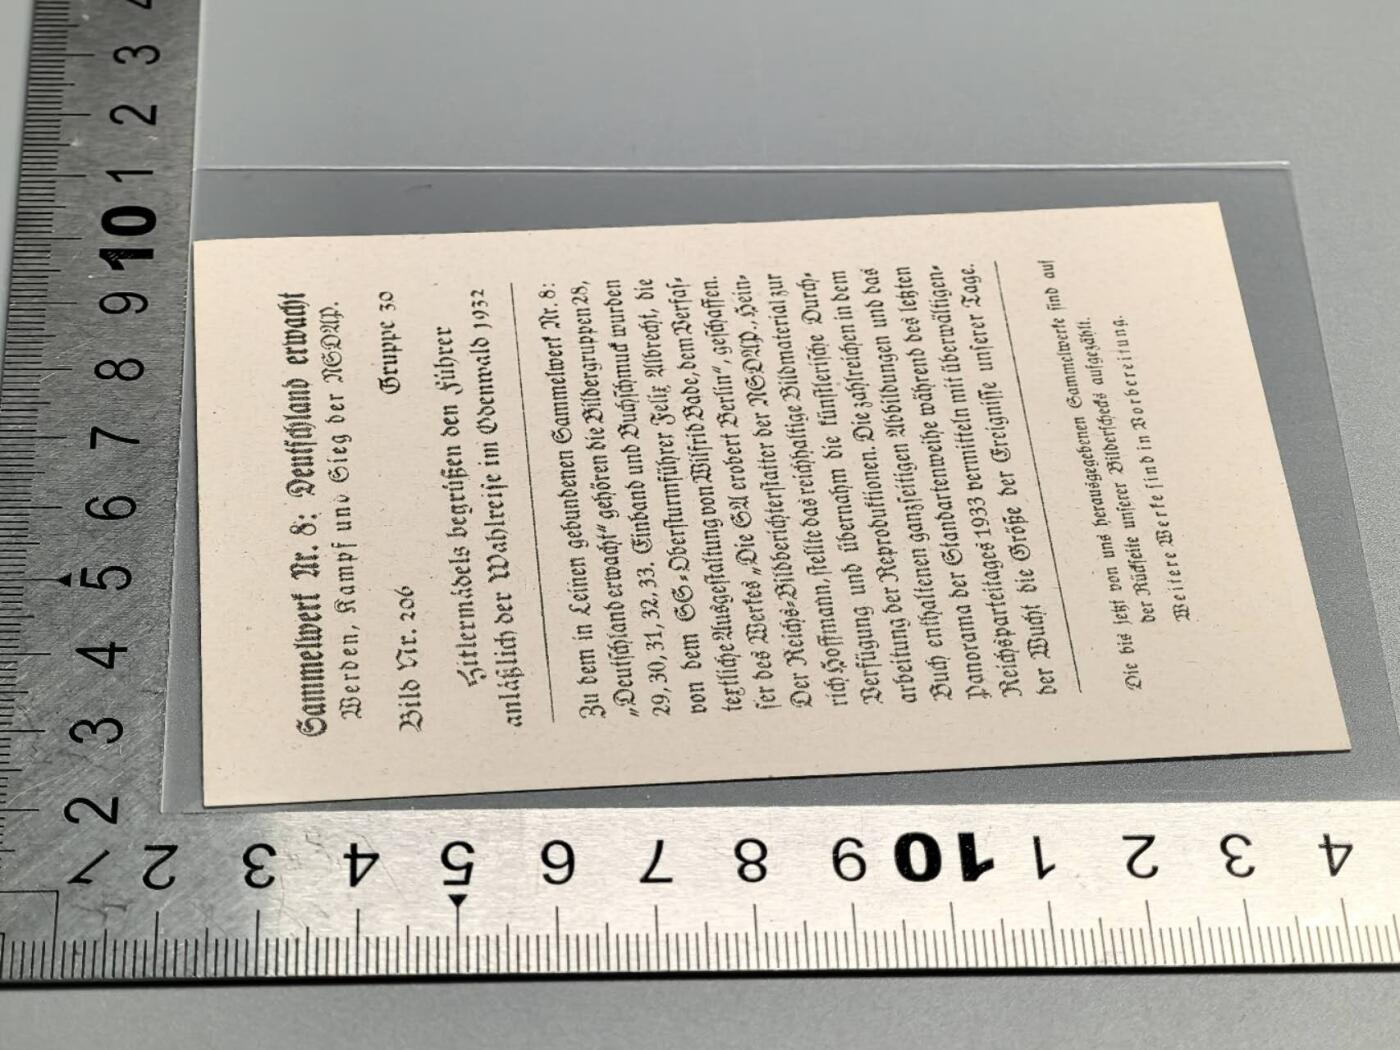 Sammelwerk Nr. 8: Deutschland erwacht
Werden, Kampf und Sieg der NSDAP.
Bild Nr. 206 Gruppe 30
Hitlermädels begrüßen den Führer
anläßlich der Wahlreise im Odenwald 1932
Zu dem in Leinen gebundenen Sammelwerk Nr. 8:
„Deutschland erwacht“ gehören die Bildergruppen 28,
29, 30, 31, 32, 33. Einband und Buchschmuck wurden
von dem SS-Obersturmführer Felix Albrecht, die
textliche Ausgestaltung von Wilfrid Bade, dem Verfas-
ser des Werkes „Die SA erobert Berlin“, geschaffen.
Der Reichs-Bildberichterstatter der NSDAP., Hein-
rich Hoffmann, stellte das reichhaltige Bildmaterial zur
Verfügung und übernahm die künstlerische Durch-
arbeitung der Reproduktionen. Die zahlreichen in dem
Buch enthaltenen ganzseitigen Abbildungen und das
Panorama der Standartenweihe während des letzten
Reichsparteitages 1933 vermitteln mit überwältigen-
der Wucht die Größe der Ereignisse unserer Tage.
Die bis jetzt von uns herausgegebenen Sammelwerke sind auf
der Rückseite unserer Bilderschecks aufgezählt.
Weitere Werke sind in Vorbereitung.
2 3 4 5 6 7 8 9 10 1 2 3 4
2 3 4 5 6 7 8 9 10 1 2 3 4